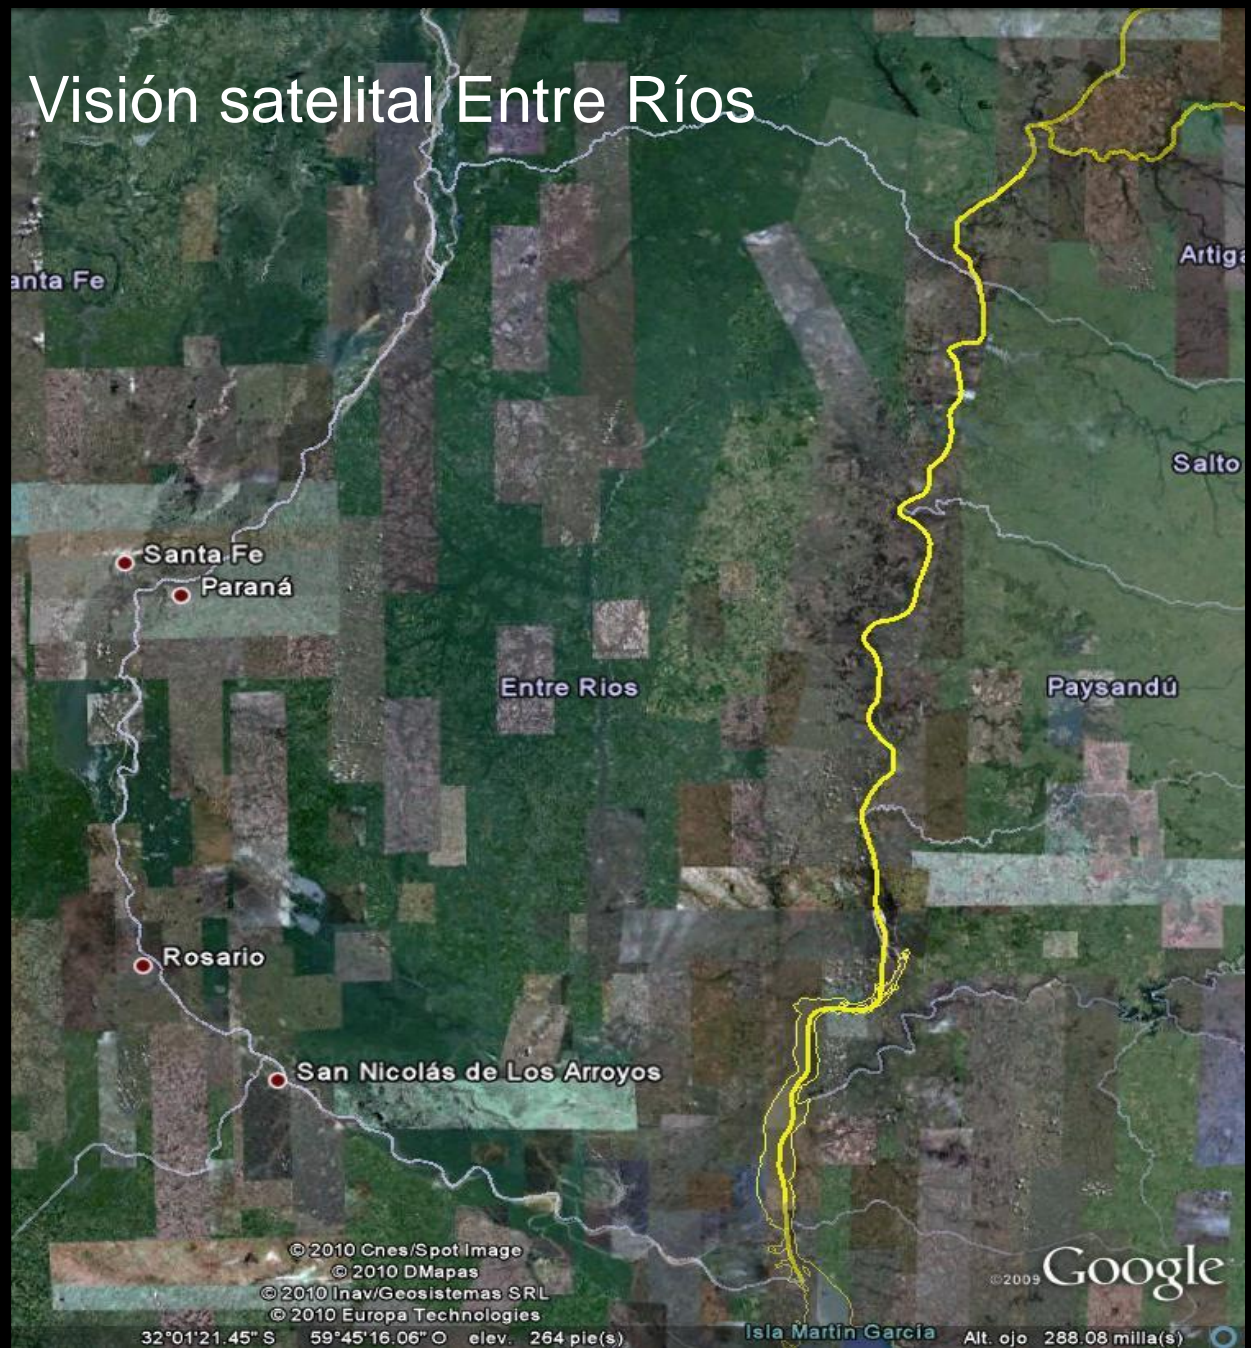 Visión satelital Entre Ríos
Artiga
anta Fe
Salto
Santa Fe
Paraná
Entre Rios
Paysandú
Rosario
San Nicolás de Los Arroyos
© 2010 Cnes/Spot Image
© 2010 DMapas
© 2010 Inav/Geosistemas SRL
© 2010 Europa Technologies
©2009 Google
Isla Martín García
32°01'21.45" S 59°45'16.06" O elev. 264 pie(s) Alt. ojo 288.08 milla(s)